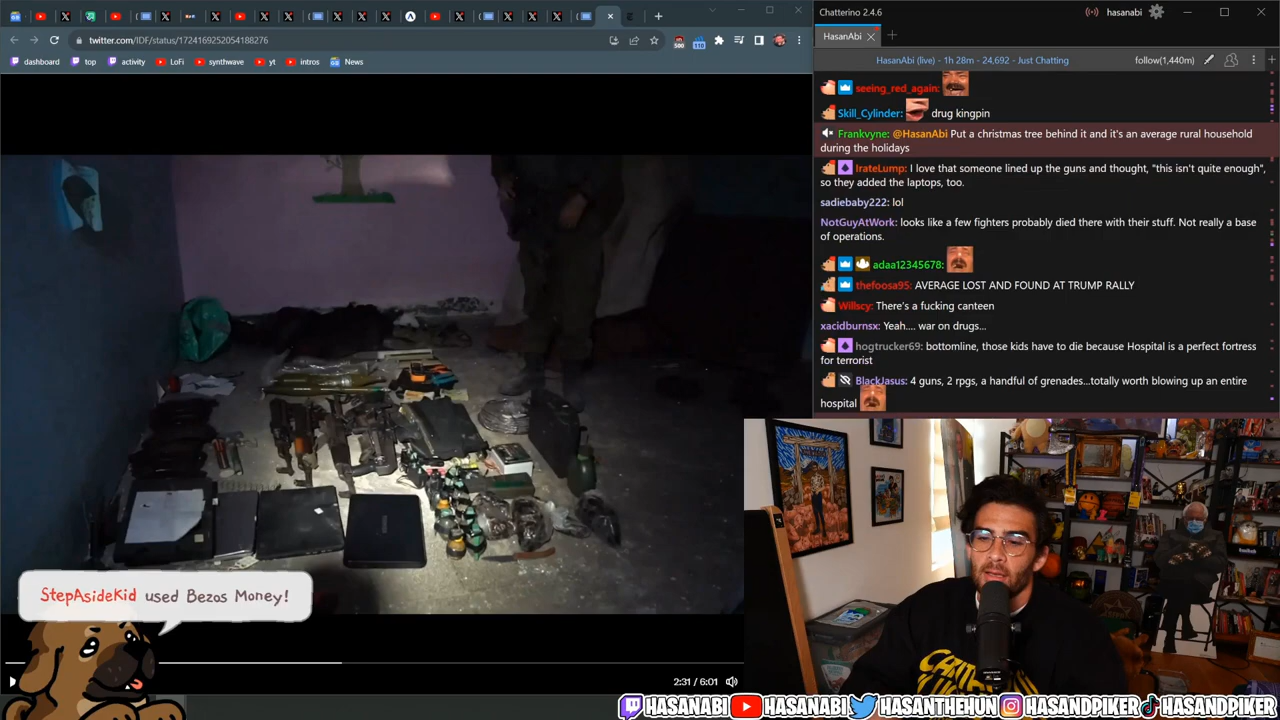 twitter.com/IDF/status/1724169252054188276
dashboard
top
activity
LoFi
synthwave
yt
intros
News
2:31 / 6:01
StepAsideKid used Bezos Money!
Chatterino 2.4.6
hasanabi
HasanAbi
HasanAbi (live) - 1h 28m - 24,692 - Just Chatting
follow(1,440m)
seeing_red_again:
Skill_Cylinder: drug kingpin
Frankvyne: @HasanAbi Put a christmas tree behind it and it's an average rural household
during the holidays
IrateLump: I love that someone lined up the guns and thought, "this isn't quite enough",
so they added the laptops, too.
sadiebaby222: lol
NotGuyAtWork: looks like a few fighters probably died there with their stuff. Not really a base
of operations.
adaa12345678:
thefoosa95: AVERAGE LOST AND FOUND AT TRUMP RALLY
Willscy: There's a fucking canteen
xacidburnsx: Yeah.... war on drugs...
hogtrucker69: bottomline, those kids have to die because Hospital is a perfect fortress
for terrorist
BlackJasus: 4 guns, 2 rpgs, a handful of grenades...totally worth blowing up an entire
hospital
HASANABI
HASANABI
HASANTHEHUN
HASANDPIKER
HASANDPIKER